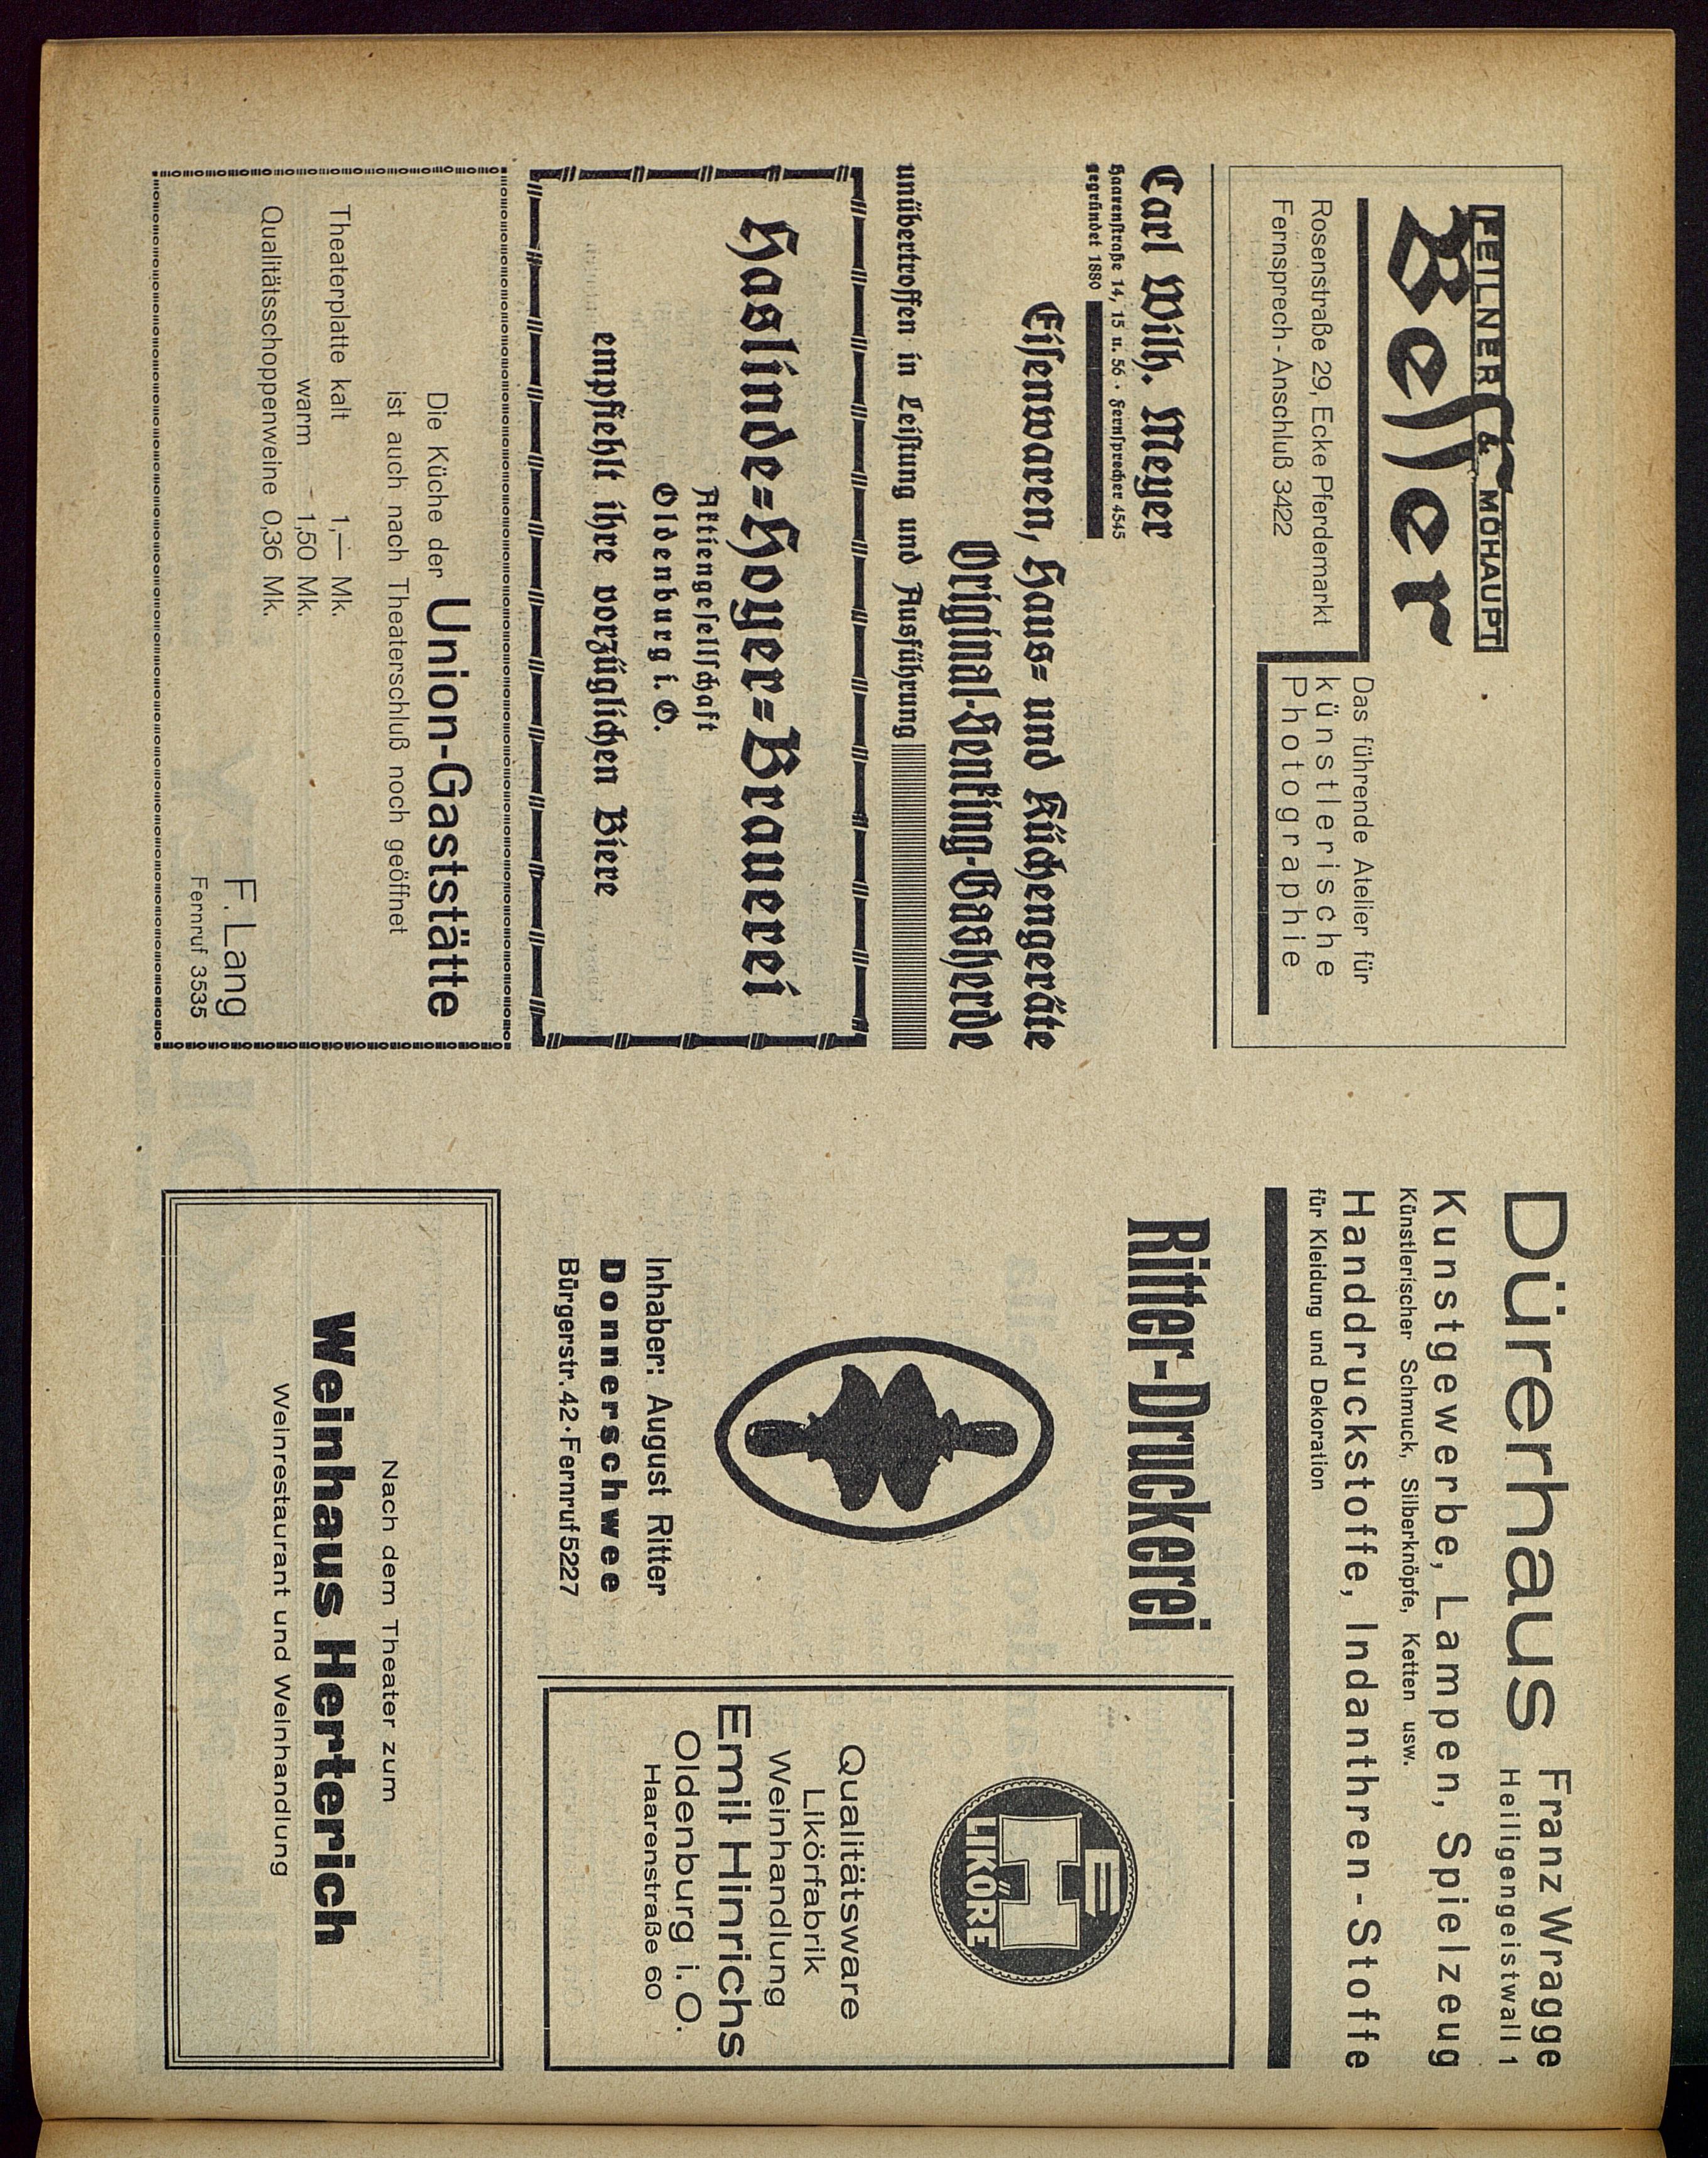 FEILNER & MOHAUPT
Besser
Rosenstraße 29, Ecke Pferdemarkt
Fernsprech-Anschluß 3422
Das führende Atelier für
künstlerische
Photographie
Carl Wilh. Meyer
Haarenstraße 14, 15 u. 56 · Fernsprecher 4545
gegründet 1880
Eisenwaren, Haus- und Küchengeräte
Original-Senking-Gasherde
unübertroffen in Leistung und Ausführung
Haslinde-Hoyer-Brauerei
Aktiengesellschaft
Oldenburg i. O.
empfiehlt ihre vorzüglichen Biere
Die Küche der Union-Gaststätte
ist auch nach Theaterschluß noch geöffnet
Theaterplatte kalt 1,— Mk.
warm - 1,50 Mk.
Qualitätsschoppenweine 0,36 Mk.
F. Lang
Fernruf 3535
Dürerhaus Franz Wragge
Heiligengeistwall 1
Kunstgewerbe, Lampen, Spielzeug
Künstlerischer Schmuck, Silberknöpfe, Ketten usw.
Handdruckstoffe, Indanthren-Stoffe
für Kleidung und Dekoration
Ritter-Druckerei
Inhaber: August Ritter
Donnerschwee
Bürgerstr. 42 · Fernruf 5227
E
H
LIKÖRE
Qualitätsware
Likörfabrik
Weinhandlung
Emil Hinrichs
Oldenburg i. O.
Haarenstraße 60
Nach dem Theater zum
Weinhaus Herterich
Weinrestaurant und Weinhandlung